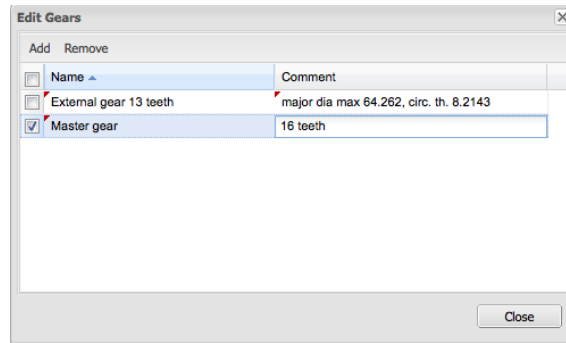 Edit Gears
Add Remove
Name Comment
External gear 13 teeth major dia max 64.262, circ. th. 8.2143
Master gear 16 teeth
Close